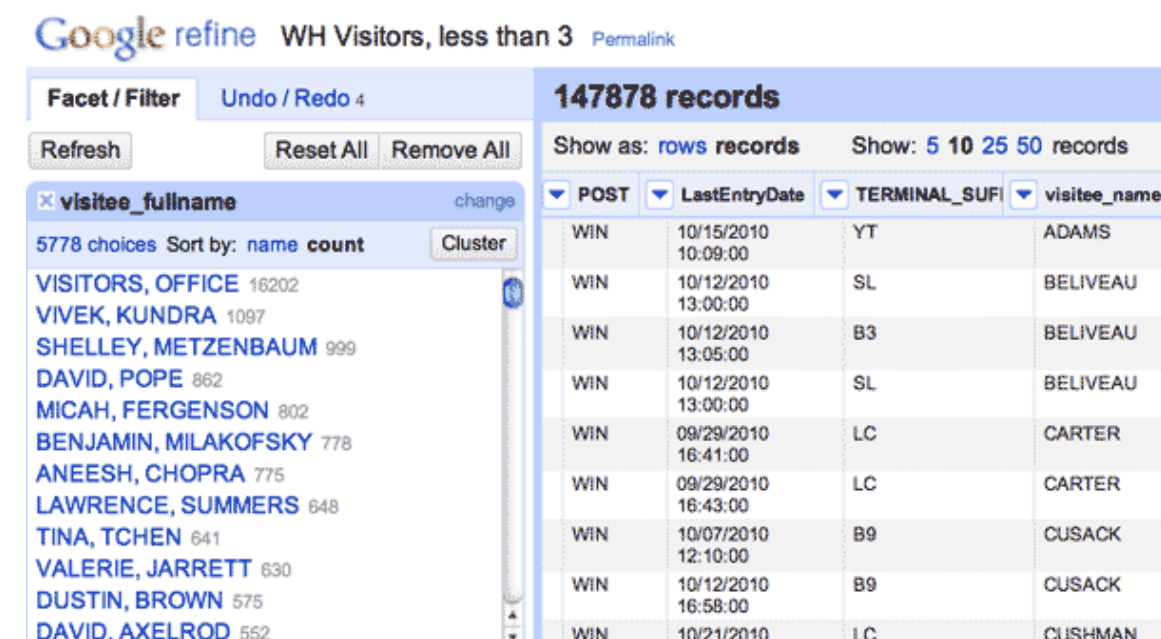 Google refine WH Visitors, less than 3 Permalink
Facet / Filter Undo / Redo 4
Refresh Reset All Remove All
visitee_fullname change
5778 choices Sort by: name count Cluster
VISITORS, OFFICE 16202
VIVEK, KUNDRA 1097
SHELLEY, METZENBAUM 999
DAVID, POPE 862
MICAH, FERGENSON 802
BENJAMIN, MILAKOFSKY 778
ANEESH, CHOPRA 775
LAWRENCE, SUMMERS 648
TINA, TCHEN 641
VALERIE, JARRETT 630
DUSTIN, BROWN 575
DAVID, AXELROD 552
147878 records
Show as: rows records Show: 5 10 25 50 records
POST LastEntryDate TERMINAL_SUFI visitee_name
WIN 10/15/2010 YT ADAMS
10:09:00
WIN 10/12/2010 SL BELIVEAU
13:00:00
WIN 10/12/2010 B3 BELIVEAU
13:05:00
WIN 10/12/2010 SL BELIVEAU
13:00:00
WIN 09/29/2010 LC CARTER
16:41:00
WIN 09/29/2010 LC CARTER
16:43:00
WIN 10/07/2010 B9 CUSACK
12:10:00
WIN 10/12/2010 B9 CUSACK
16:58:00
WIN 10/21/2010 LC CUSHMAN